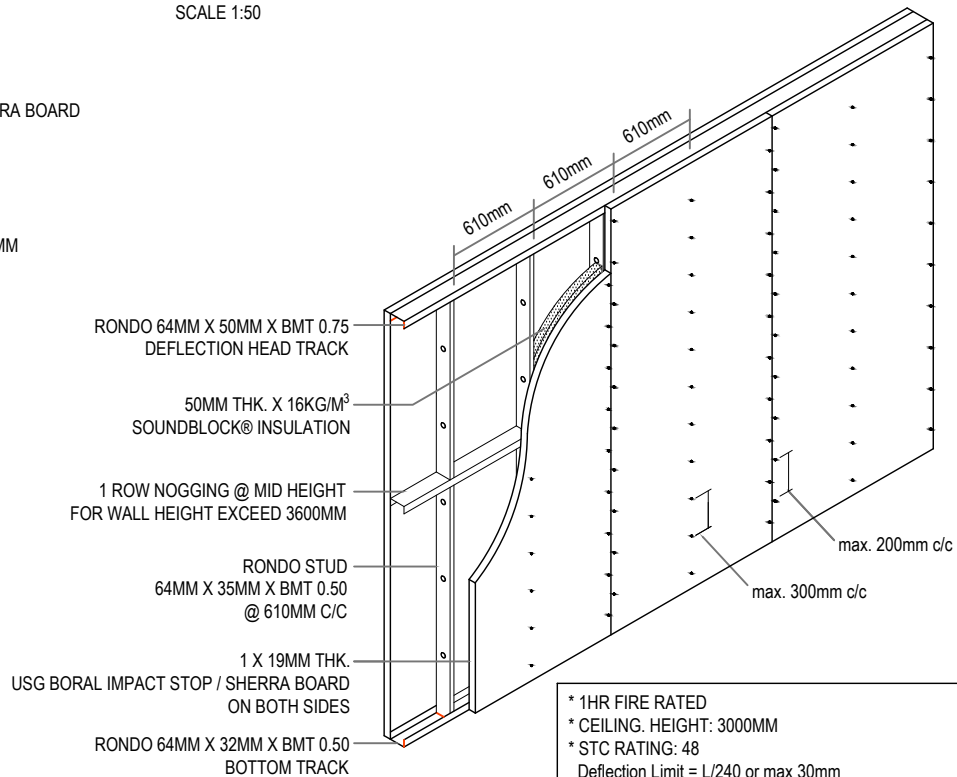 SCALE 1:50
RA BOARD
MM
610mm
610mm
610mm
RONDO 64MM X 50MM X BMT 0.75
DEFLECTION HEAD TRACK
50MM THK. X 16KG/M³
SOUNDBLOCK® INSULATION
1 ROW NOGGING @ MID HEIGHT
FOR WALL HEIGHT EXCEED 3600MM
RONDO STUD
64MM X 35MM X BMT 0.50
@ 610MM C/C
1 X 19MM THK.
USG BORAL IMPACT STOP / SHERRA BOARD
ON BOTH SIDES
RONDO 64MM X 32MM X BMT 0.50
BOTTOM TRACK
max. 200mm c/c
max. 300mm c/c
* 1HR FIRE RATED
* CEILING. HEIGHT: 3000MM
* STC RATING: 48
Deflection Limit = L/240 or max 30mm